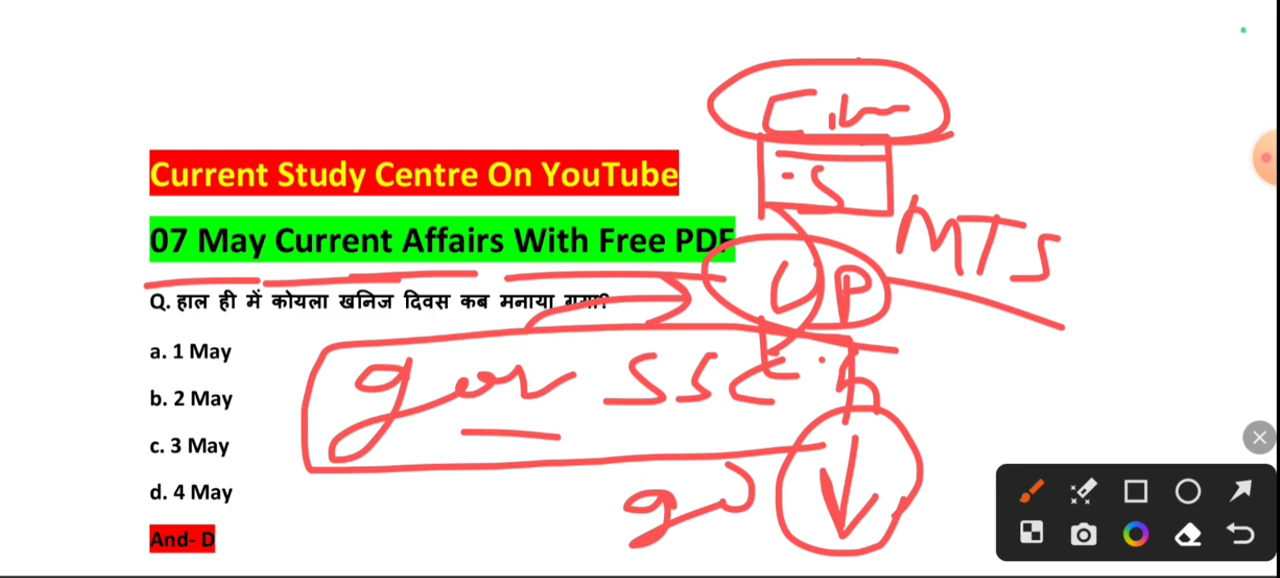 Current Study Centre On YouTube
07 May Current Affairs With Free PDF
Q. हाल ही में कोयला खनिज दिवस कब मनाया गया?
a. 1 May
b. 2 May
c. 3 May
d. 4 May
And- D
MTS
SSC